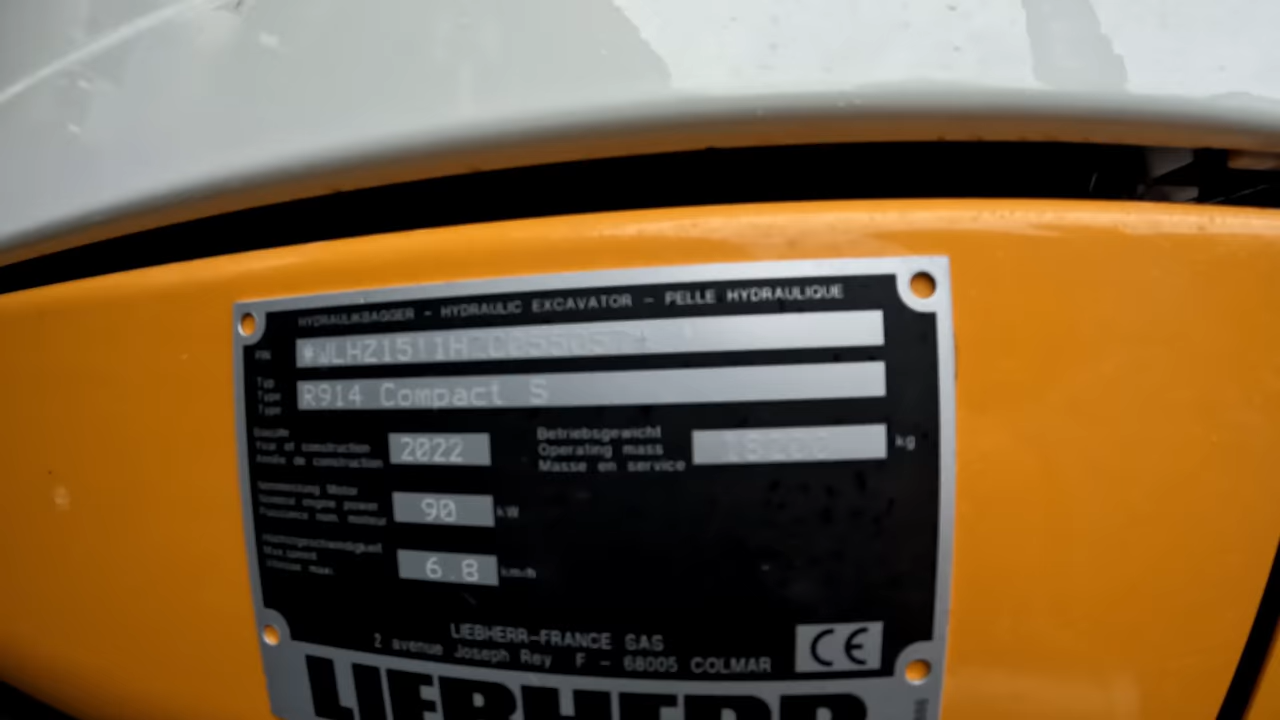 HYDRAULIKBAGGER - HYDRAULIC EXCAVATOR - PELLE HYDRAULIQUE
PIN
Typ
Type
Type
R914 Compact S
Baujahr
Year of construction
Année de construction
2022
Betriebsgewicht
Operating mass
Masse en service
kg
Nennleistung Motor
Nominal engine power
Puissance nom. moteur
90
kW
Höchstgeschwindigkeit
Max.speed
Vitesse max.
6.8
km/h
LIEBHERR-FRANCE SAS
2 avenue Joseph Rey F - 68005 COLMAR
CE
LIEBHERR